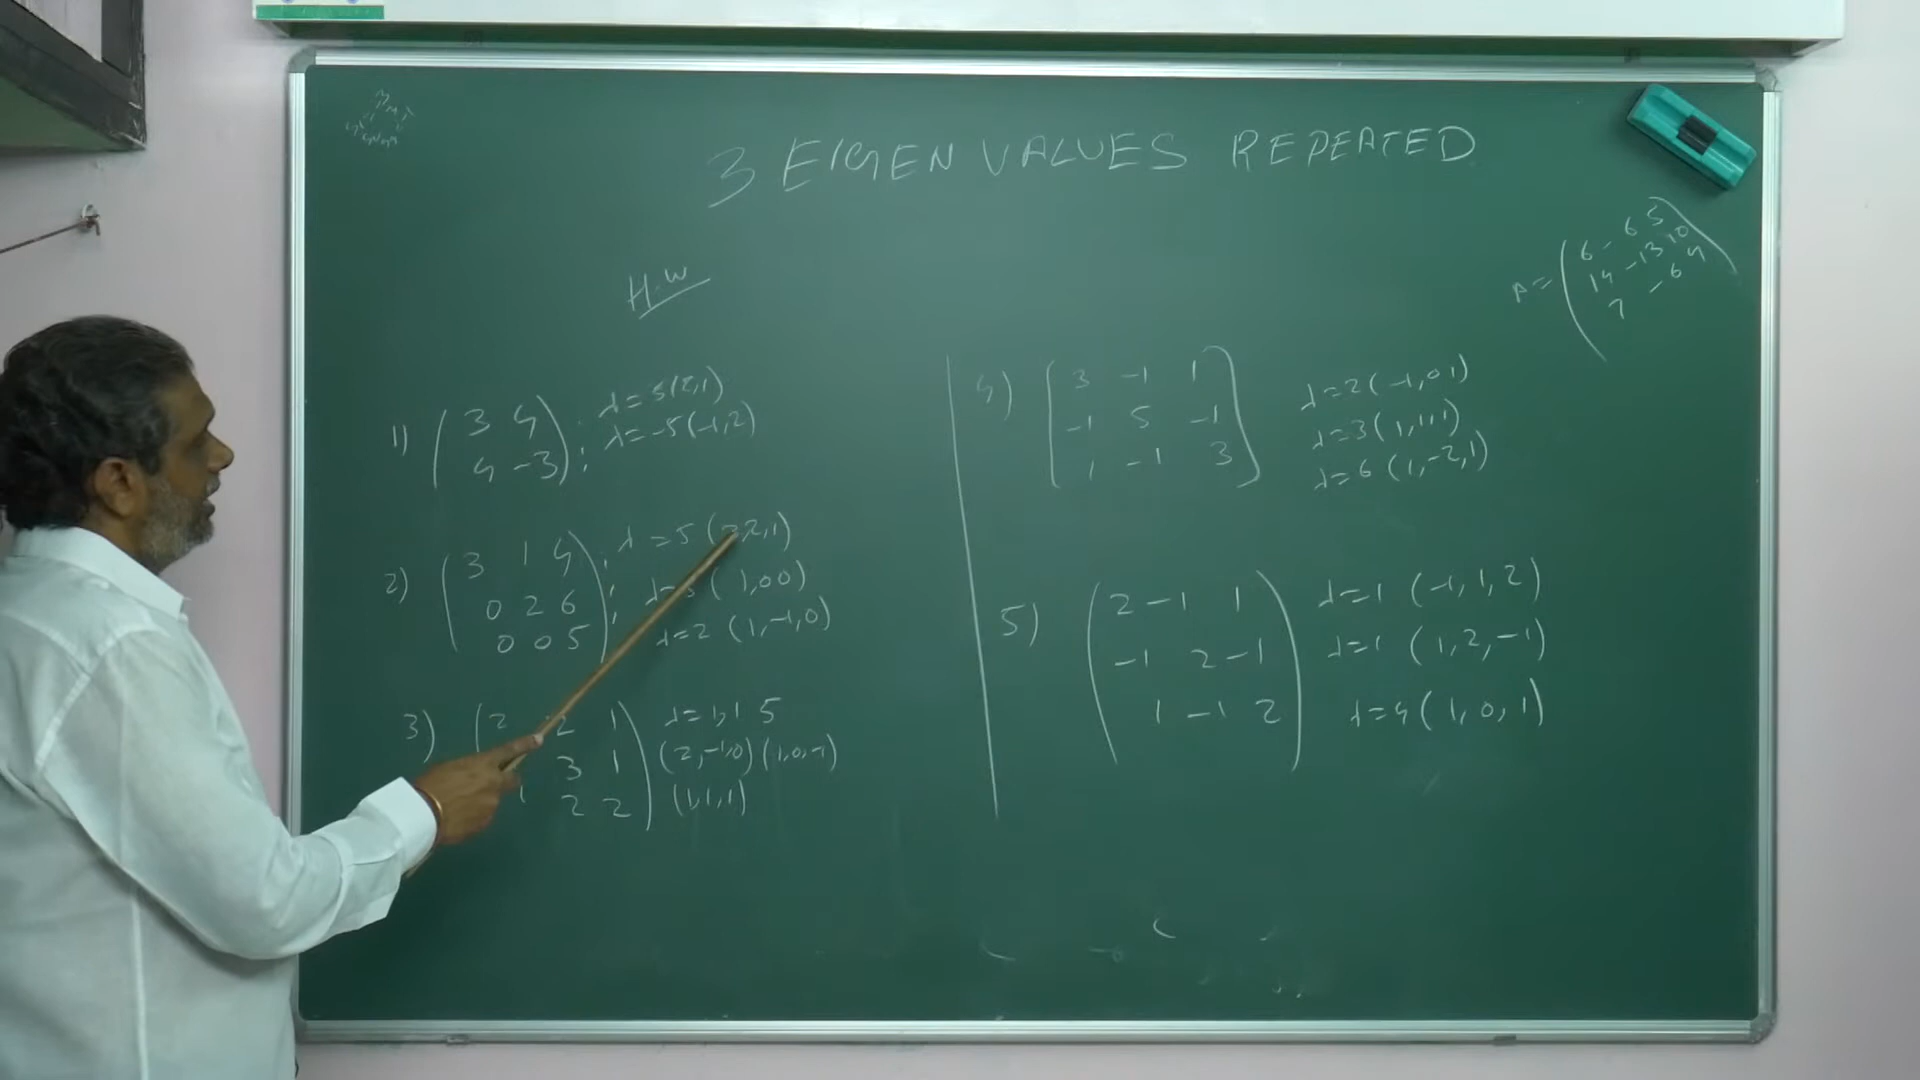 3 EIGEN VALUES REPEATED
A = ( 6 -6 5
14 -13 10
7 -6 4 )
H.W
1) ( 3 4 ; λ=5(2,1)
4 -3 ) ; λ=-5(-1,2)
2) ( 3 1 4 ; λ=5( 2,1)
0 2 6 ; λ=3 (1,00)
0 0 5 ) λ=2 (1,-1,0)
3) ( 2 2 1 λ=1,1 5
3 1 (2,-1,0)(1,0,-1)
1 2 2 ) (1,1,1)
4) [ 3 -1 1 λ=2(-1,01)
-1 5 -1 λ=3(1,1,1)
1 -1 3 ] λ=6 (1,-2,1)
5) ( 2 -1 1 λ=1 (-1,1,2)
-1 2 -1 λ=1 (1,2,-1)
1 -1 2 ) λ=4(1,0,1)